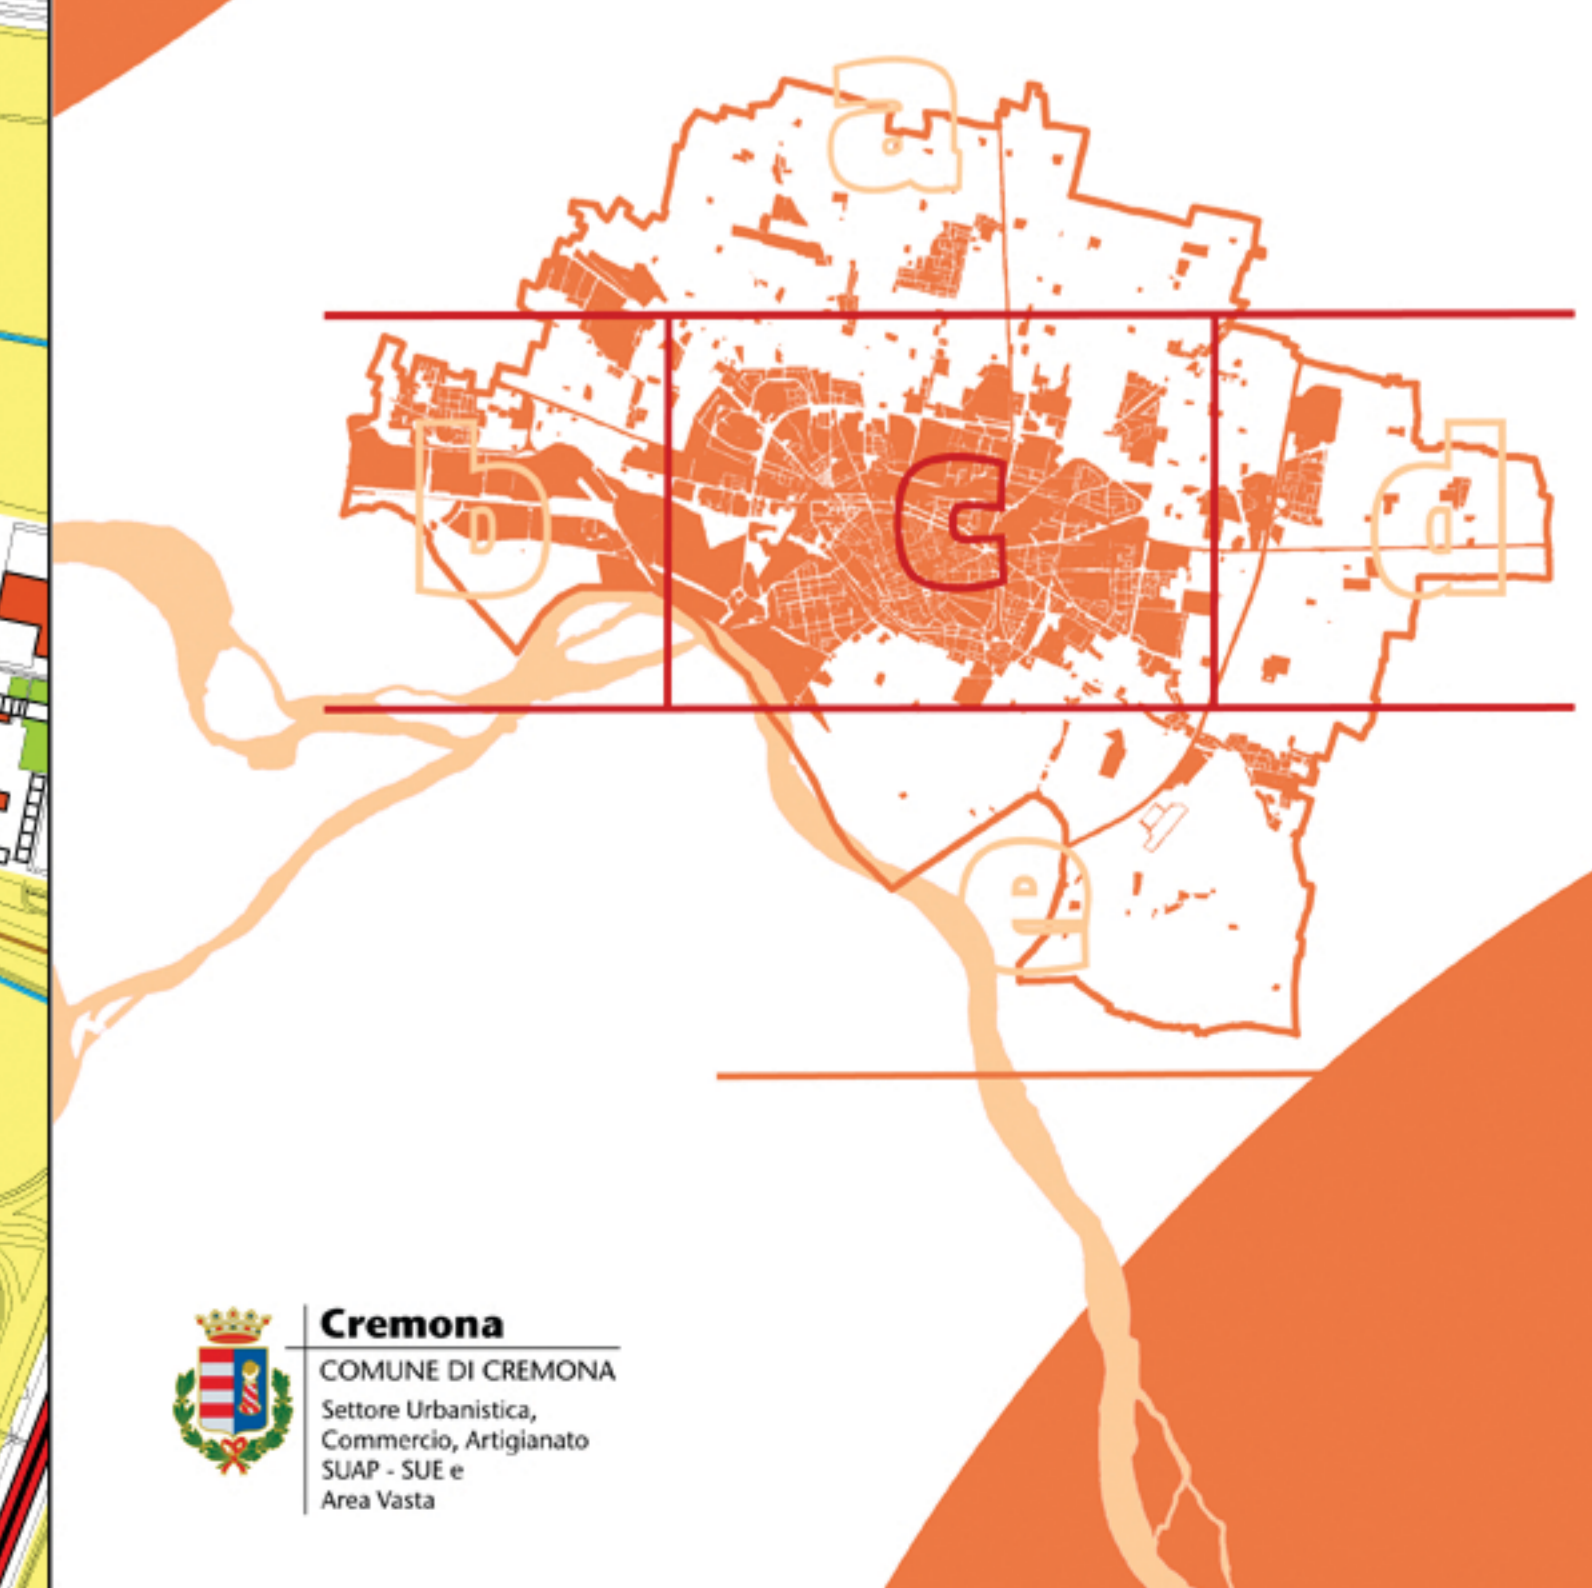 a
b
c
d
e
Cremona
COMUNE DI CREMONA
Settore Urbanistica,
Commercio, Artigianato
SUAP - SUE e
Area Vasta